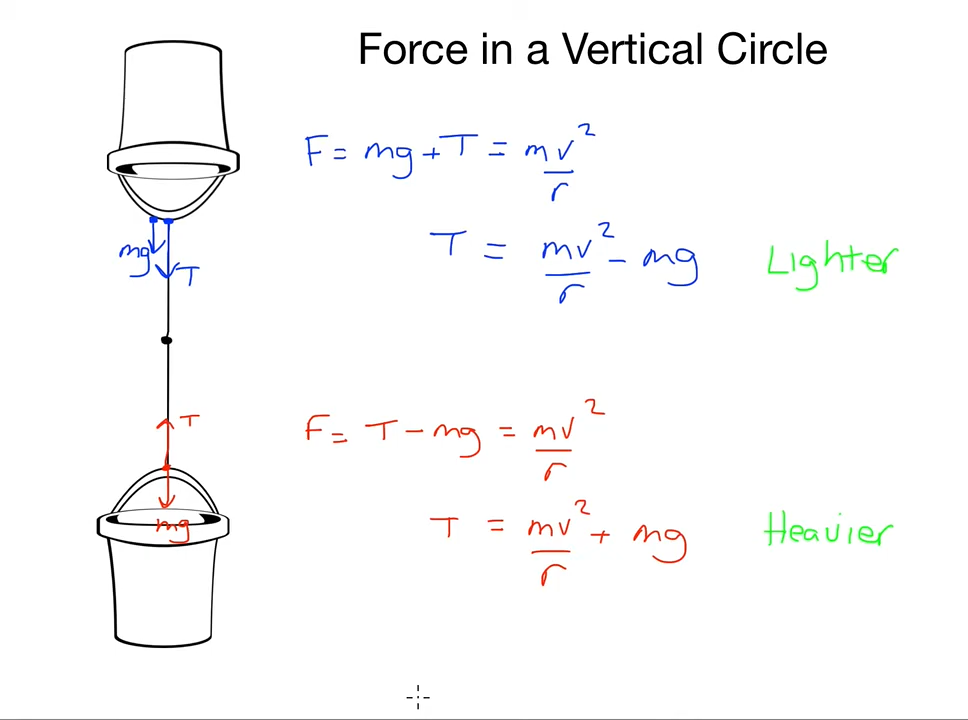 Force in a Vertical Circle
F = mg + T = mv²/r
T = mv²/r - mg Lighter
mg
T
T
F = T - mg = mv²/r
mg
T = mv²/r + mg Heavier